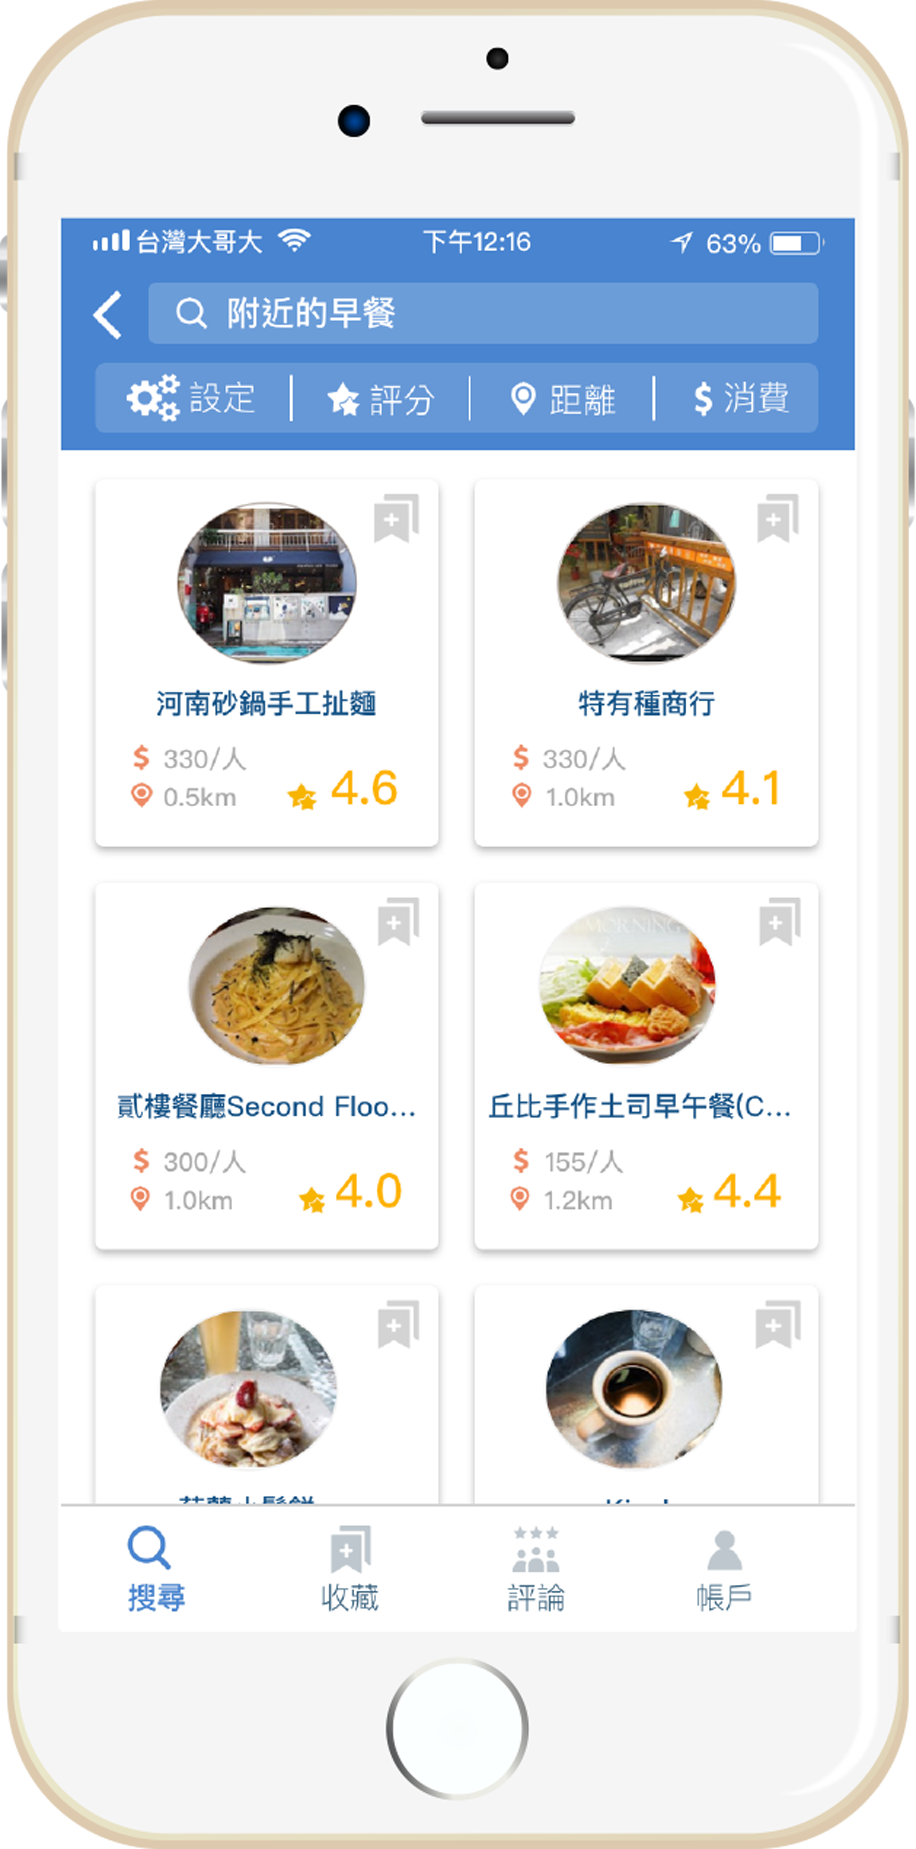 台灣大哥大 下午12:16 63%
附近的早餐
設定 評分 距離 $ 消費
河南砂鍋手工扯麵
$ 330/人
0.5km 4.6
特有種商行
$ 330/人
1.0km 4.1
貳樓餐廳Second Floo...
$ 300/人
1.0km 4.0
丘比手作土司早午餐(C...
$ 155/人
1.2km 4.4
MORNING
搜尋 收藏 評論 帳戶